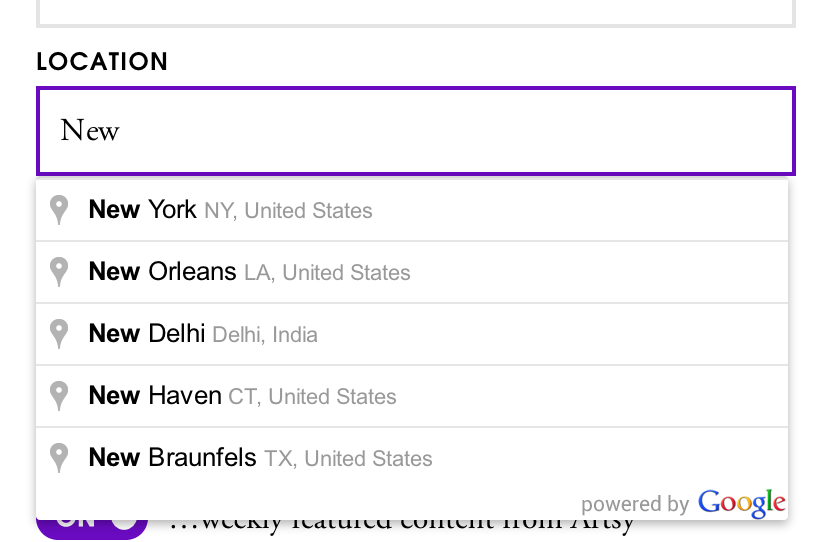 LOCATION
New
New York NY, United States
New Orleans LA, United States
New Delhi Delhi, India
New Haven CT, United States
New Braunfels TX, United States
powered by Google
ON …weekly featured content from Artsy